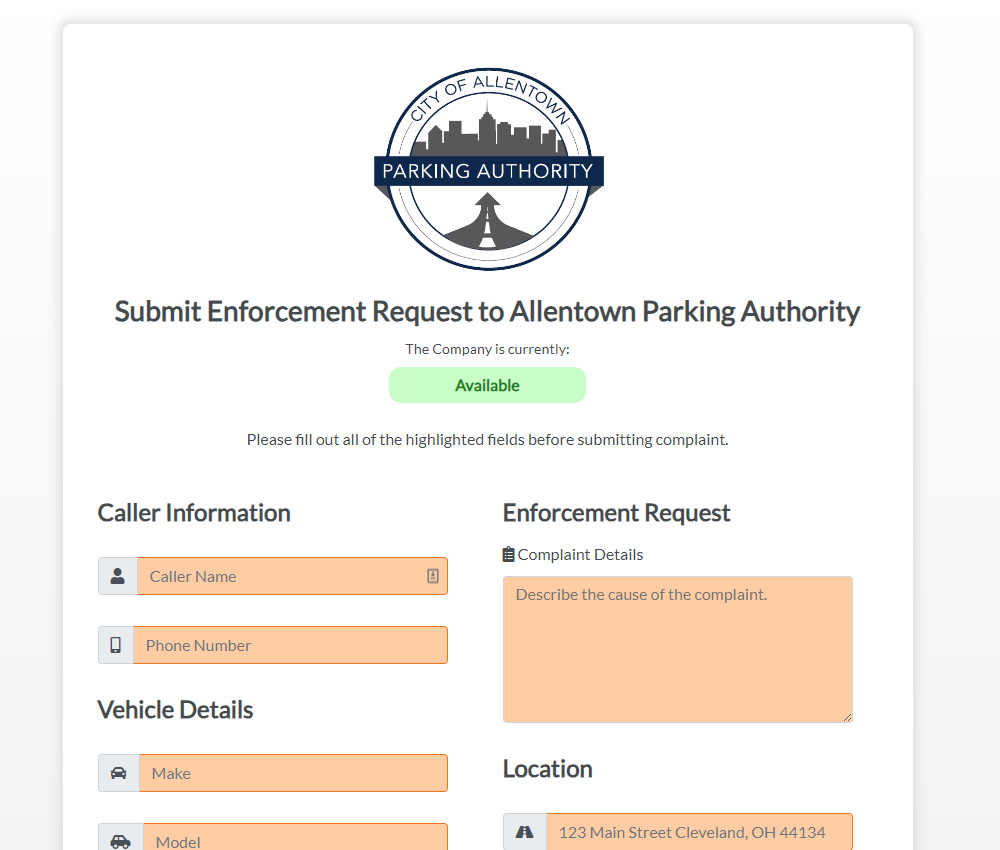 CITY OF ALLENTOWN
PARKING AUTHORITY
Submit Enforcement Request to Allentown Parking Authority
The Company is currently:
Available
Please fill out all of the highlighted fields before submitting complaint.
Caller Information
Caller Name
Phone Number
Vehicle Details
Make
Model
Enforcement Request
Complaint Details
Describe the cause of the complaint.
Location
123 Main Street Cleveland, OH 44134